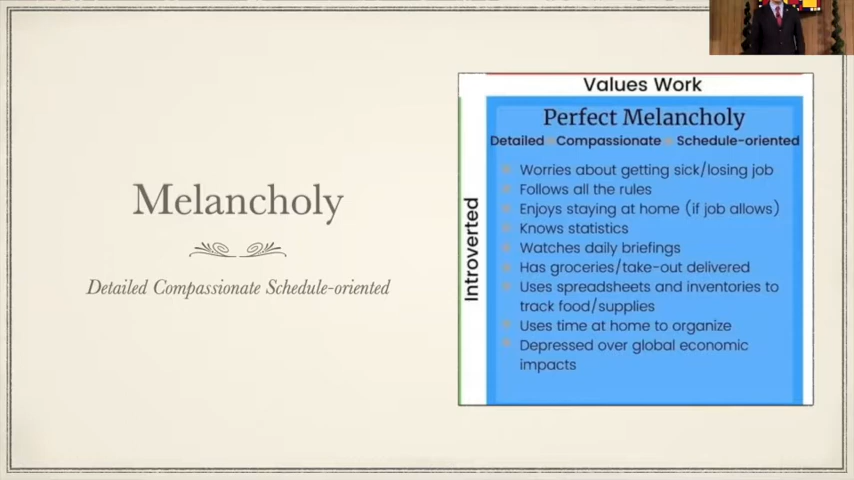 Melancholy
Detailed Compassionate Schedule-oriented
Values Work
Introverted
Perfect Melancholy
Detailed Compassionate Schedule-oriented
Worries about getting sick/losing job
Follows all the rules
Enjoys staying at home (if job allows)
Knows statistics
Watches daily briefings
Has groceries/take-out delivered
Uses spreadsheets and inventories to
track food/supplies
Uses time at home to organize
Depressed over global economic
impacts